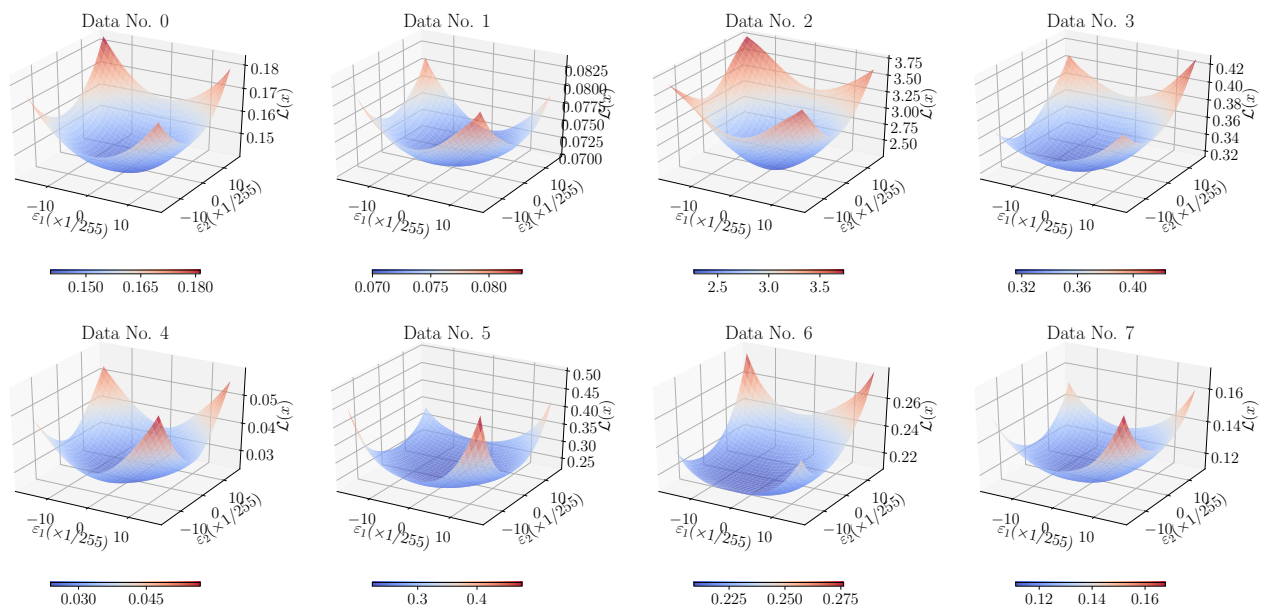 Data No. 0
0.18
0.17
0.16
0.15
ℒ(x)
10
0
−10
ε₂(×1/255)
−10
0
10
ε₁(×1/255)
0.150 0.165 0.180
Data No. 1
0.0825
0.0800
0.0775
0.0750
0.0725
0.0700
ℒ(x)
10
0
−10
ε₂(×1/255)
−10
0
10
ε₁(×1/255)
0.070 0.075 0.080
Data No. 2
3.75
3.50
3.25
3.00
2.75
2.50
ℒ(x)
10
0
−10
ε₂(×1/255)
−10
0
10
ε₁(×1/255)
2.5 3.0 3.5
Data No. 3
0.42
0.40
0.38
0.36
0.34
0.32
ℒ(x)
10
0
−10
ε₂(×1/255)
−10
0
10
ε₁(×1/255)
0.32 0.36 0.40
Data No. 4
0.05
0.04
0.03
ℒ(x)
10
0
−10
ε₂(×1/255)
−10
0
10
ε₁(×1/255)
0.030 0.045
Data No. 5
0.50
0.45
0.40
0.35
0.30
0.25
ℒ(x)
10
0
−10
ε₂(×1/255)
−10
0
10
ε₁(×1/255)
0.3 0.4
Data No. 6
0.26
0.24
0.22
ℒ(x)
10
0
−10
ε₂(×1/255)
−10
0
10
ε₁(×1/255)
0.225 0.250 0.275
Data No. 7
0.16
0.14
0.12
ℒ(x)
10
0
−10
ε₂(×1/255)
−10
0
10
ε₁(×1/255)
0.12 0.14 0.16